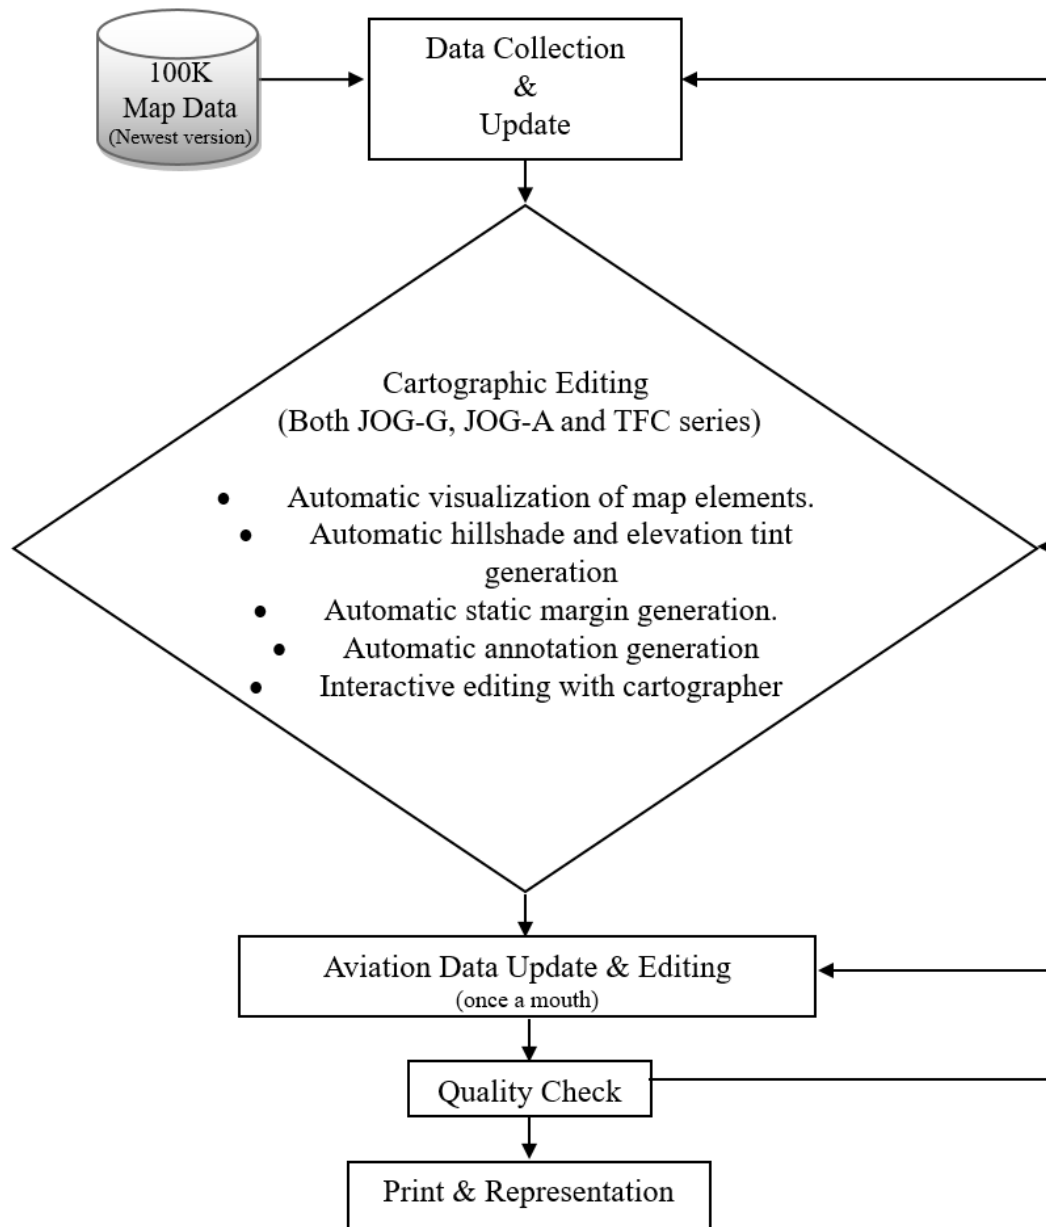 100K
Map Data
(Newest version)
Data Collection
&
Update
Cartographic Editing
(Both JOG-G, JOG-A and TFC series)
• Automatic visualization of map elements.
• Automatic hillshade and elevation tint
generation
• Automatic static margin generation.
• Automatic annotation generation
• Interactive editing with cartographer
Aviation Data Update & Editing
(once a mouth)
Quality Check
Print & Representation